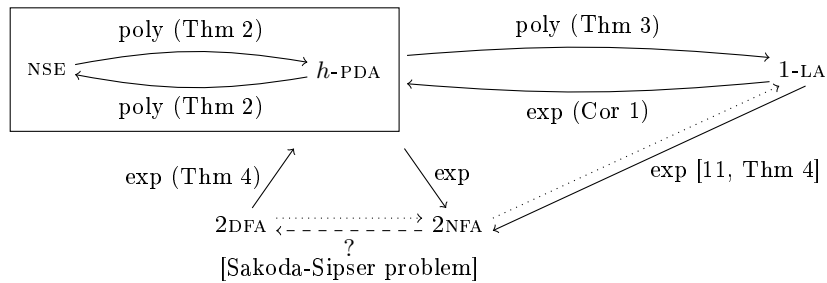 poly (Thm 2)
poly (Thm 3)
NSE
h-PDA
1-LA
poly (Thm 2)
exp (Cor 1)
exp (Thm 4)
exp
exp [11, Thm 4]
2DFA
2NFA
?
[Sakoda-Sipser problem]